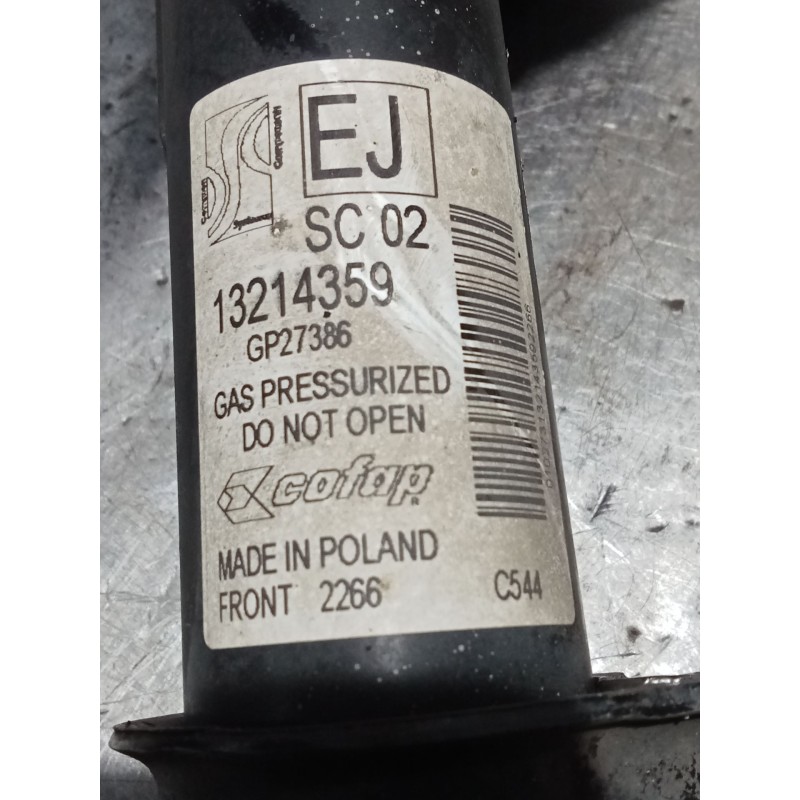 EJ
SC 02
13214359
GP27386
GAS PRESSURIZED
DO NOT OPEN
cofap
MADE IN POLAND
FRONT 2266
C544